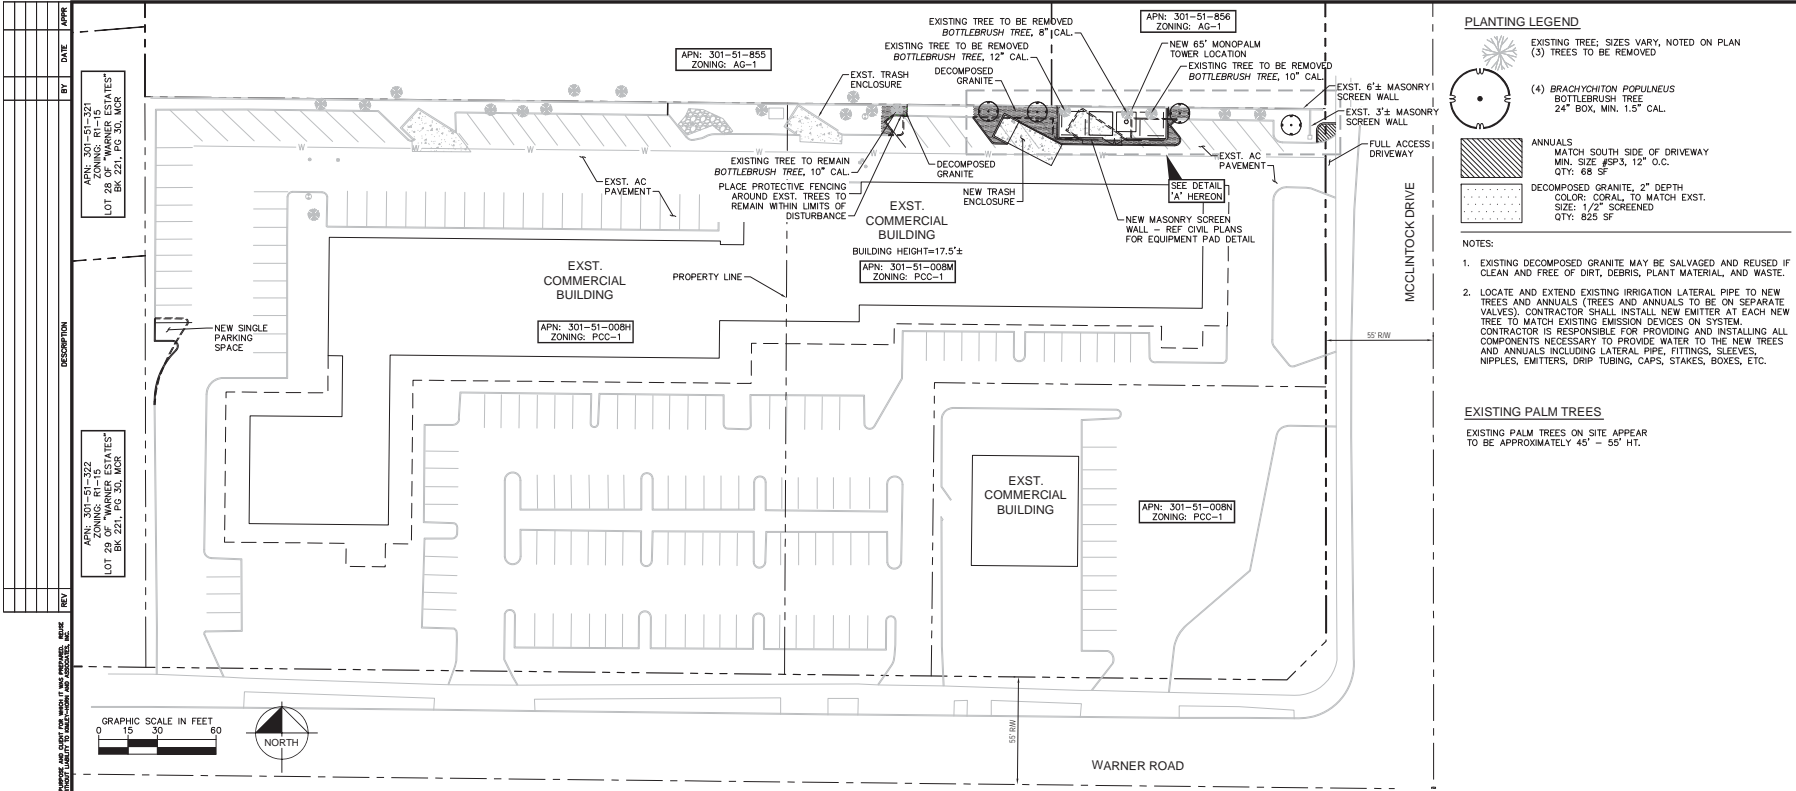 APPR
DATE
BY
DESCRIPTION
REV
PURPOSE AND CLIENT FOR WHICH IT WAS PREPARED. REUSE
WITHOUT LIABILITY TO KIMLEY-HORN AND ASSOCIATES, INC.
APN: 301-51-321
ZONING: R1-15
LOT 28 OF "WARNER ESTATES"
BK 221, PG 30, MCR
APN: 301-51-322
ZONING: R1-15
LOT 29 OF "WARNER ESTATES"
BK 221, PG 30, MCR
APN: 301-51-855
ZONING: AG-1
APN: 301-51-856
ZONING: AG-1
EXISTING TREE TO BE REMOVED
BOTTLEBRUSH TREE, 8" CAL.
EXISTING TREE TO BE REMOVED
BOTTLEBRUSH TREE, 12" CAL.
DECOMPOSED
GRANITE
EXST. TRASH
ENCLOSURE
NEW 65' MONOPALM
TOWER LOCATION
EXISTING TREE TO BE REMOVED
BOTTLEBRUSH TREE, 10" CAL.
EXST. 6'± MASONRY
SCREEN WALL
EXST. 3'± MASONRY
SCREEN WALL
FULL ACCESS
DRIVEWAY
W
W
W
W
W
W
EXISTING TREE TO REMAIN
BOTTLEBRUSH TREE, 10" CAL.
PLACE PROTECTIVE FENCING
AROUND EXST. TREES TO
REMAIN WITHIN LIMITS OF
DISTURBANCE
DECOMPOSED
GRANITE
NEW TRASH
ENCLOSURE
EXST. AC
PAVEMENT
EXST. AC
PAVEMENT
SEE DETAIL
'A' HEREON
NEW MASONRY SCREEN
WALL – REF CIVIL PLANS
FOR EQUIPMENT PAD DETAIL
EXST.
COMMERCIAL
BUILDING
BUILDING HEIGHT=17.5'±
APN: 301-51-008M
ZONING: PCC-1
EXST.
COMMERCIAL
BUILDING
APN: 301-51-008H
ZONING: PCC-1
PROPERTY LINE
NEW SINGLE
PARKING
SPACE
EXST.
COMMERCIAL
BUILDING
APN: 301-51-008N
ZONING: PCC-1
MCCLINTOCK DRIVE
55' R/W
55' R/W
WARNER ROAD
GRAPHIC SCALE IN FEET
0 15 30 60
NORTH
PLANTING LEGEND
EXISTING TREE; SIZES VARY, NOTED ON PLAN
(3) TREES TO BE REMOVED
(4) BRACHYCHITON POPULNEUS
BOTTLEBRUSH TREE
24" BOX, MIN. 1.5" CAL.
ANNUALS
MATCH SOUTH SIDE OF DRIVEWAY
MIN. SIZE #SP3, 12" O.C.
QTY: 68 SF
DECOMPOSED GRANITE, 2" DEPTH
COLOR: CORAL, TO MATCH EXST.
SIZE: 1/2" SCREENED
QTY: 825 SF
NOTES:
1. EXISTING DECOMPOSED GRANITE MAY BE SALVAGED AND REUSED IF
CLEAN AND FREE OF DIRT, DEBRIS, PLANT MATERIAL, AND WASTE.
2. LOCATE AND EXTEND EXISTING IRRIGATION LATERAL PIPE TO NEW
TREES AND ANNUALS (TREES AND ANNUALS TO BE ON SEPARATE
VALVES). CONTRACTOR SHALL INSTALL NEW EMITTER AT EACH NEW
TREE TO MATCH EXISTING EMISSION DEVICES ON SYSTEM.
CONTRACTOR IS RESPONSIBLE FOR PROVIDING AND INSTALLING ALL
COMPONENTS NECESSARY TO PROVIDE WATER TO THE NEW TREES
AND ANNUALS INCLUDING LATERAL PIPE, FITTINGS, SLEEVES,
NIPPLES, EMITTERS, DRIP TUBING, CAPS, STAKES, BOXES, ETC.
EXISTING PALM TREES
EXISTING PALM TREES ON SITE APPEAR
TO BE APPROXIMATELY 45' – 55' HT.